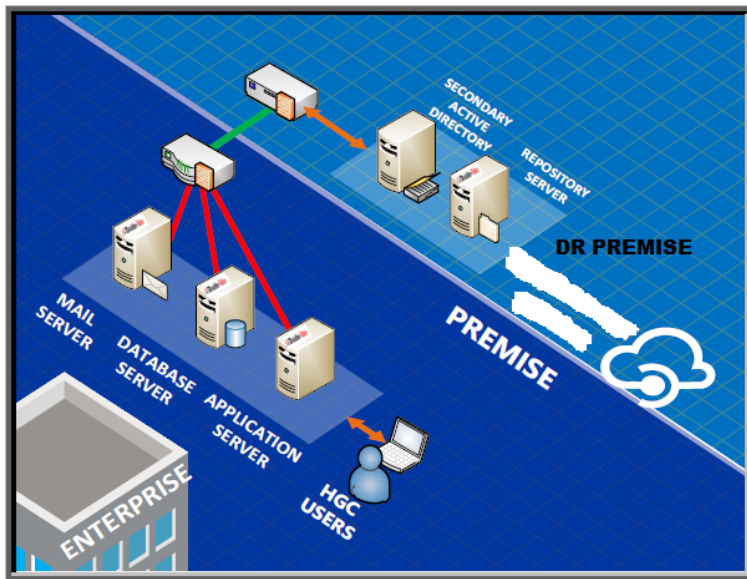 SECONDARY
ACTIVE
DIRECTORY
REPOSITORY
SERVER
DR PREMISE
PREMISE
MAIL
SERVER
DATABASE
SERVER
APPLICATION
SERVER
HGC
USERS
ENTERPRISE